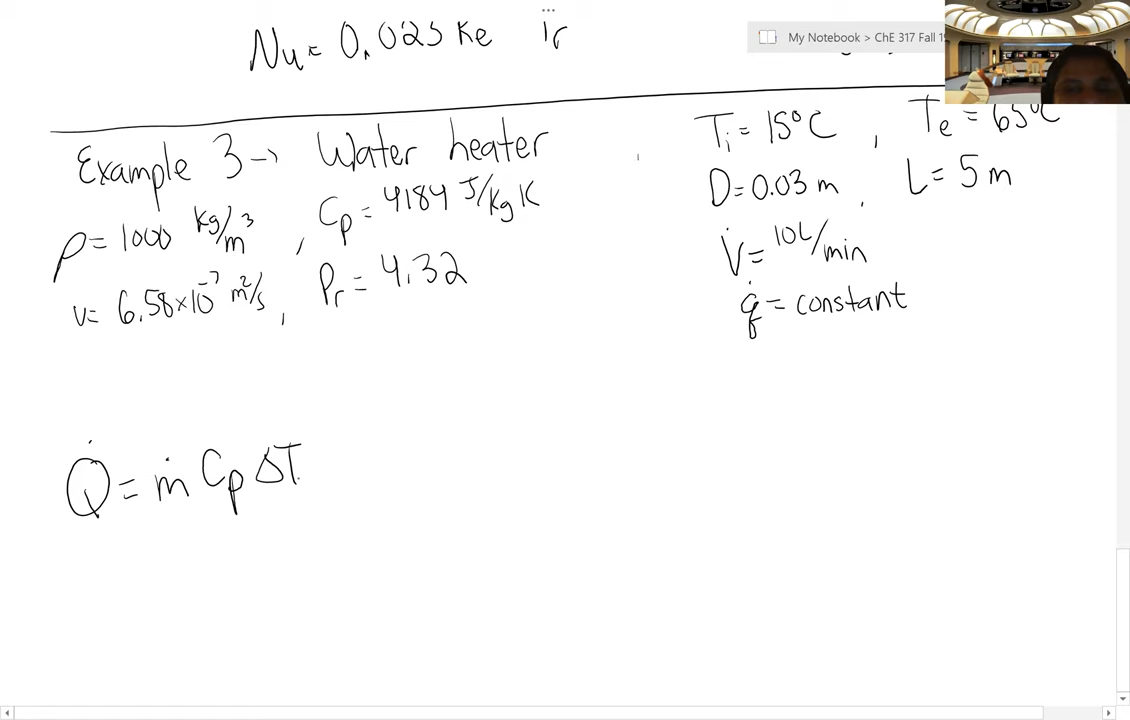 My Notebook > ChE 317 Fall
Nu = 0.023 Re Pr
Example 3 → Water heater
Ti = 15°C , Te = 65°C
D = 0.03 m , L = 5 m
V̇ = 10L/min
q̇ = constant
ρ = 1000 kg/m³ , Cp = 4184 J/kg K
ν = 6.58×10⁻⁷ m²/s , Pr = 4.32
Q̇ = ṁ Cp ΔT